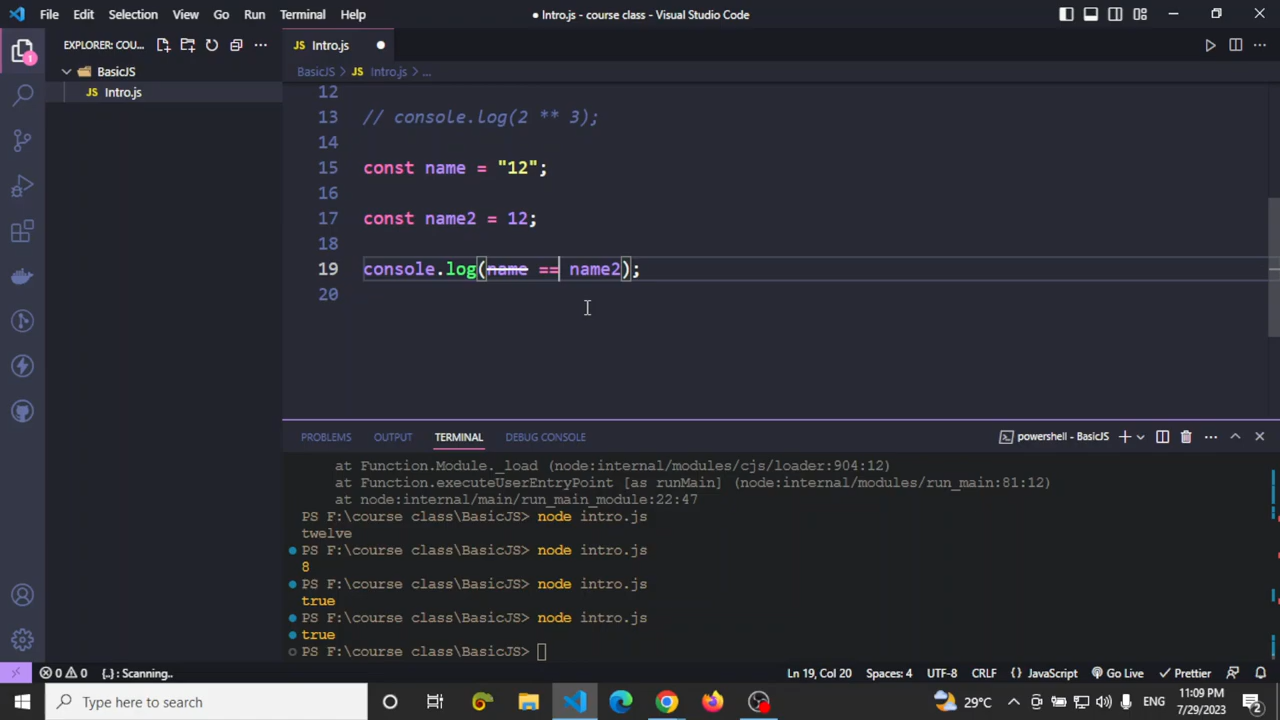 File Edit Selection View Go Run Terminal Help
Intro.js - course class - Visual Studio Code
EXPLORER: COU...
BasicJS
JS Intro.js
1
JS Intro.js
BasicJS > JS Intro.js > ...
12
13 // console.log(2 ** 3);
14
15 const name = "12";
16
17 const name2 = 12;
18
19 console.log(name == name2);
20
PROBLEMS OUTPUT TERMINAL DEBUG CONSOLE
powershell - BasicJS
at Function.Module._load (node:internal/modules/cjs/loader:904:12)
at Function.executeUserEntryPoint [as runMain] (node:internal/modules/run_main:81:12)
at node:internal/main/run_main_module:22:47
PS F:\course class\BasicJS> node intro.js
twelve
PS F:\course class\BasicJS> node intro.js
8
PS F:\course class\BasicJS> node intro.js
true
PS F:\course class\BasicJS> node intro.js
true
PS F:\course class\BasicJS>
0 0 {..} : Scanning..
Ln 19, Col 20 Spaces: 4 UTF-8 CRLF {} JavaScript Go Live Prettier
Type here to search
29°C
ENG
11:09 PM
7/29/2023
2